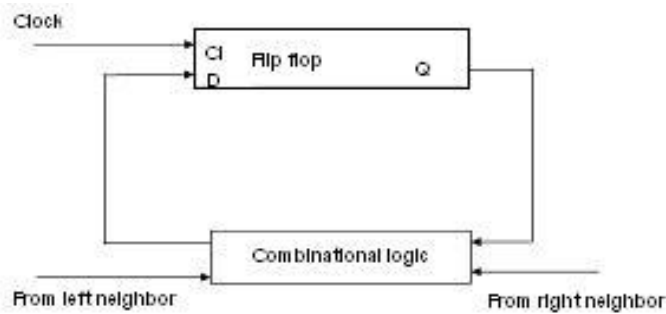 Clock
Cl
Flip flop
Q
D
Combinational logic
From left neighbor
From right neighbor